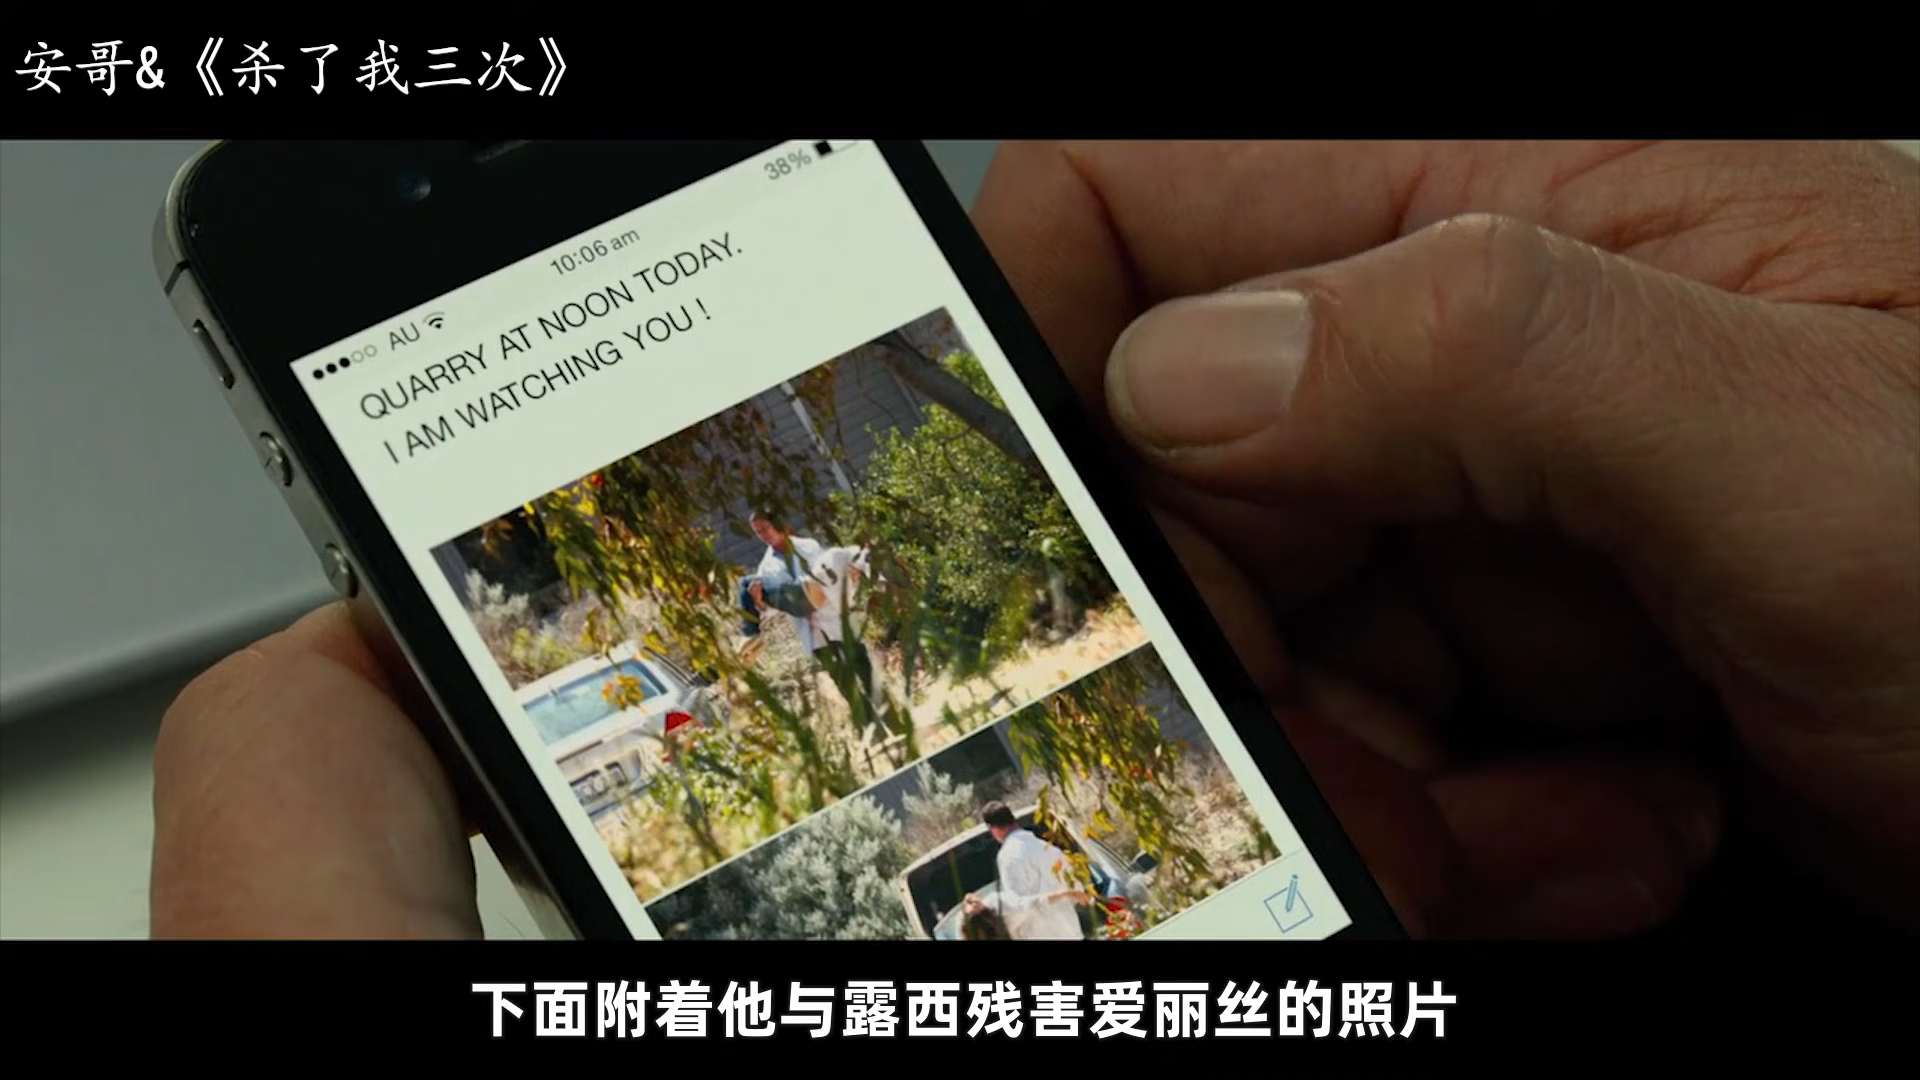 安哥&《杀了我三次》
38%
10:06 am
AU
QUARRY AT NOON TODAY.
I AM WATCHING YOU !
下面附着他与露西残害爱丽丝的照片